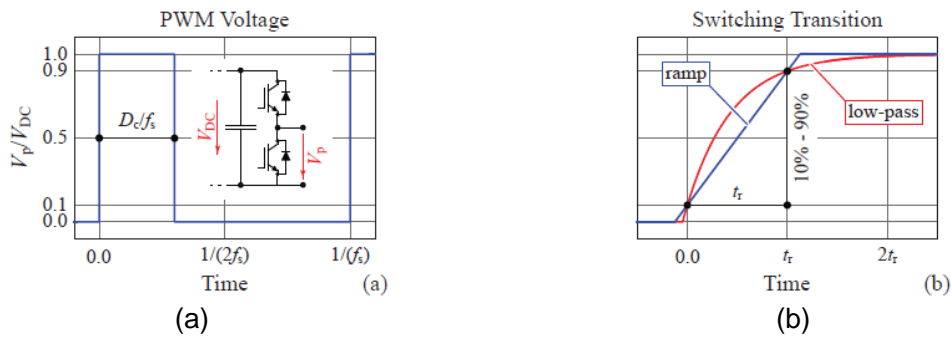 PWM Voltage
V_p/V_DC
1.0
0.9
0.5
0.1
0.0
D_c/f_s
V_DC
V_p
0.0
1/(2f_s)
1/(f_s)
Time
(a)
(a)
Switching Transition
ramp
low-pass
10% - 90%
t_r
0.0
t_r
2t_r
Time
(b)
(b)